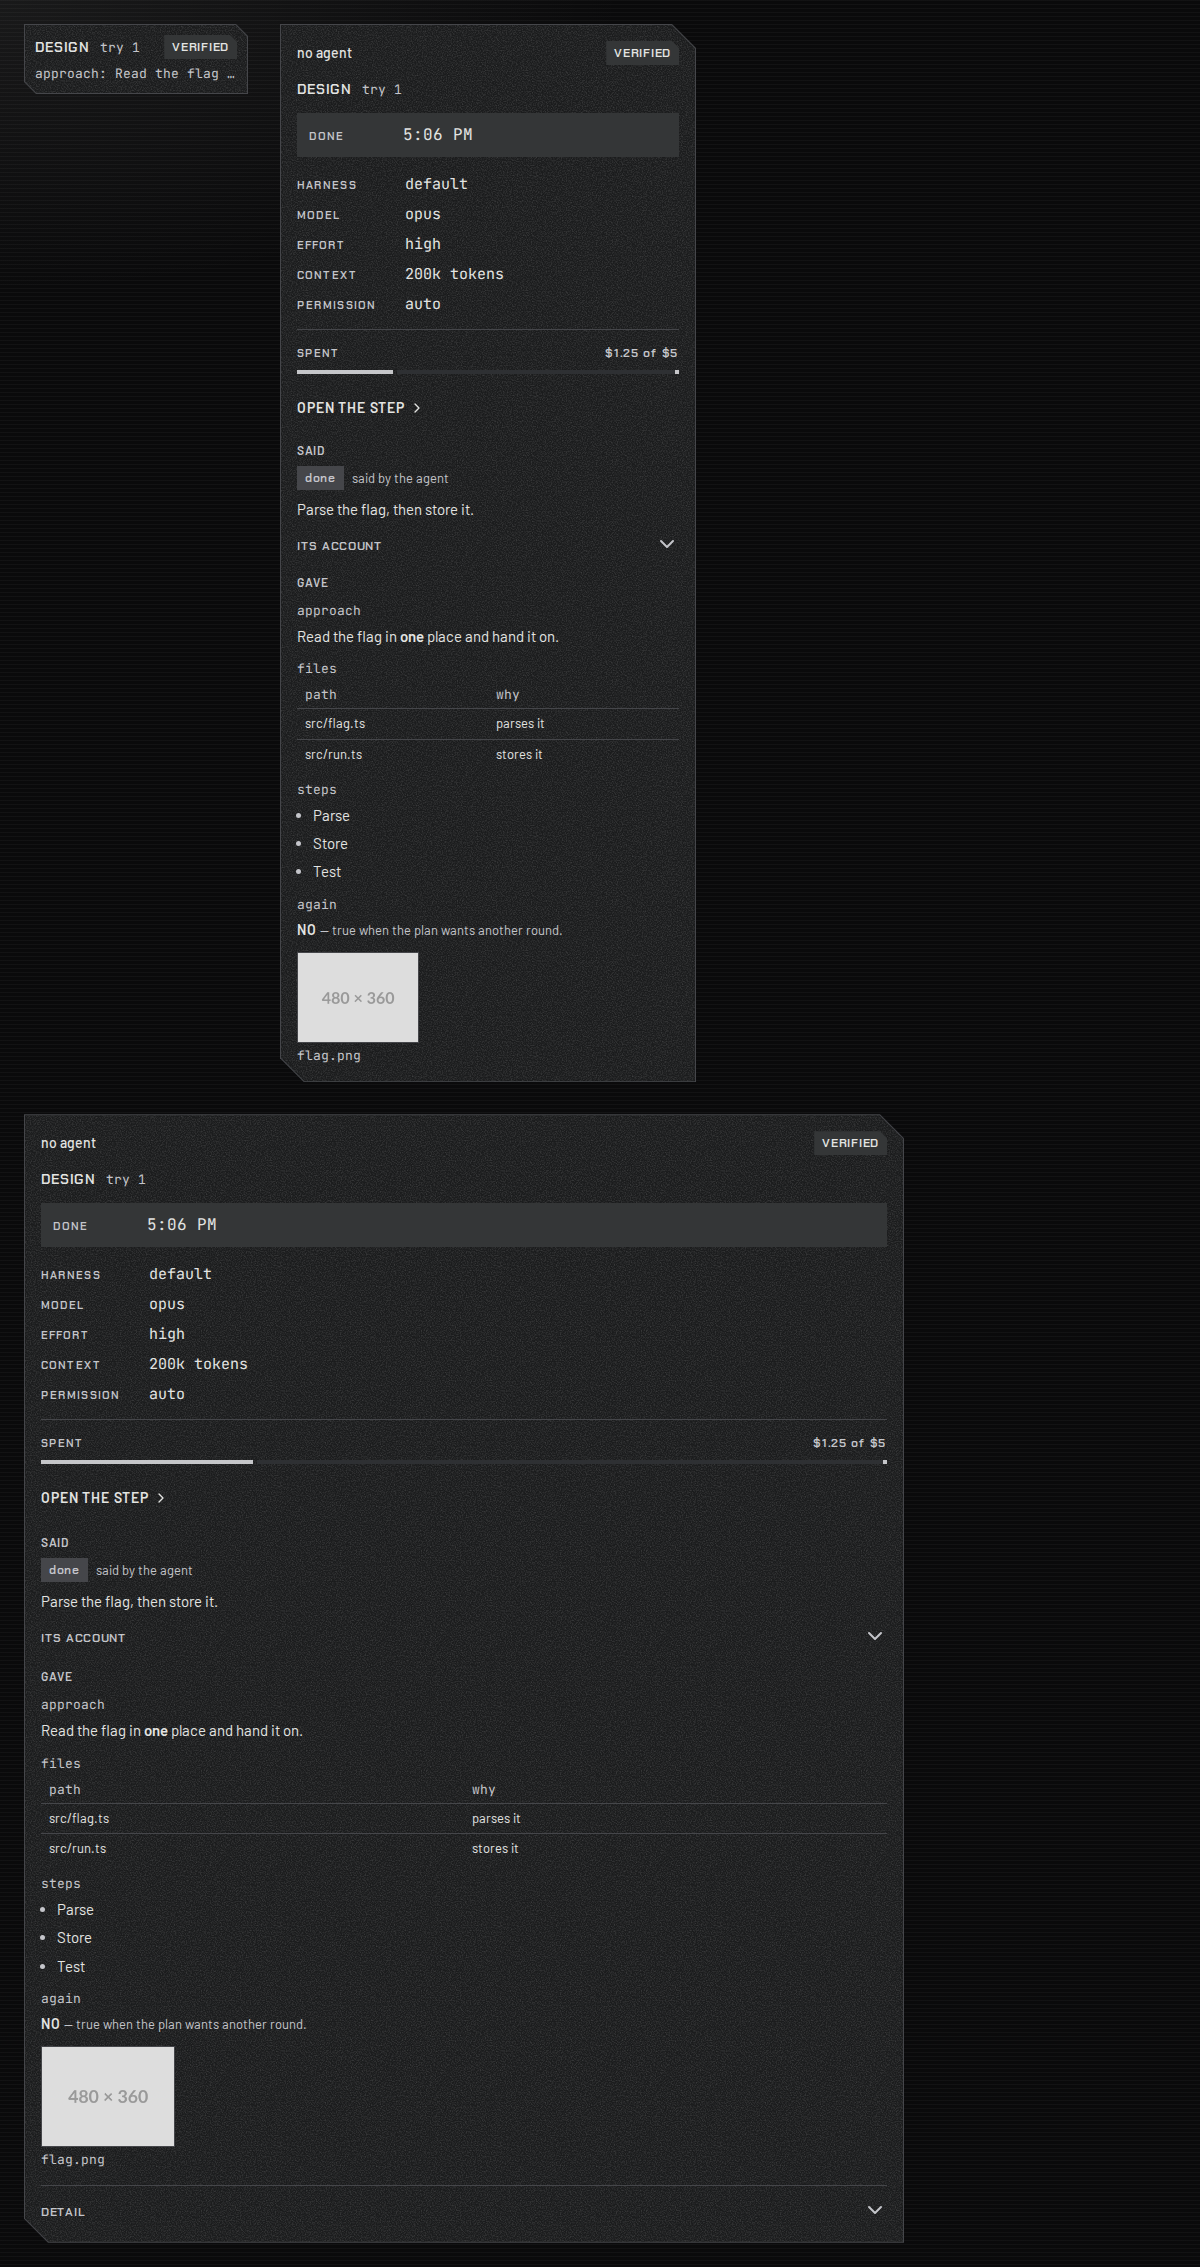 DESIGN try 1 VERIFIED
approach: Read the flag …
no agent VERIFIED
DESIGN try 1
DONE 5:06 PM
HARNESS default
MODEL opus
EFFORT high
CONTEXT 200k tokens
PERMISSION auto
SPENT $1.25 of $5
OPEN THE STEP >
SAID
done said by the agent
Parse the flag, then store it.
ITS ACCOUNT
GAVE
approach
Read the flag in one place and hand it on.
files
path why
src/flag.ts parses it
src/run.ts stores it
steps
• Parse
• Store
• Test
again
NO — true when the plan wants another round.
480 × 360
flag.png
no agent VERIFIED
DESIGN try 1
DONE 5:06 PM
HARNESS default
MODEL opus
EFFORT high
CONTEXT 200k tokens
PERMISSION auto
SPENT $1.25 of $5
OPEN THE STEP >
SAID
done said by the agent
Parse the flag, then store it.
ITS ACCOUNT
GAVE
approach
Read the flag in one place and hand it on.
files
path why
src/flag.ts parses it
src/run.ts stores it
steps
• Parse
• Store
• Test
again
NO — true when the plan wants another round.
480 × 360
flag.png
DETAIL